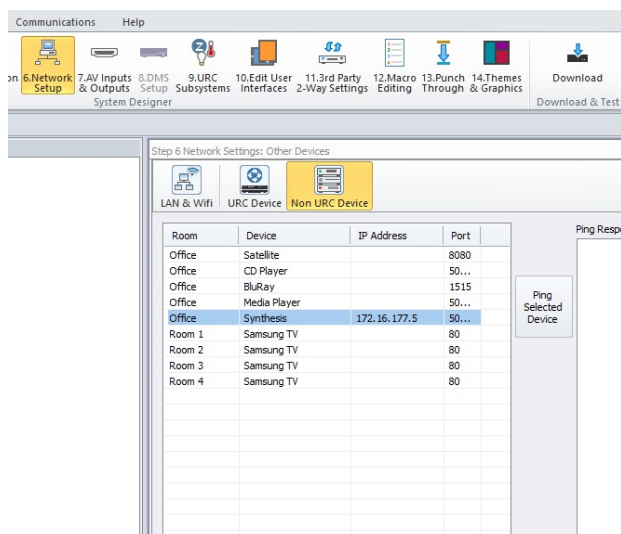 Communications Help
on 6.Network Setup 7.AV Inputs & Outputs 8.DMS Setup 9.URC Subsystems 10.Edit User Interfaces 11.3rd Party 2-Way Settings 12.Macro Editing 13.Punch Through 14.Themes & Graphics Download
System Designer Download & Test
Step 6 Network Settings: Other Devices
LAN & Wifi URC Device Non URC Device
Room Device IP Address Port Ping Resp
Office Satellite 8080
Office CD Player 50...
Office BluRay 1515
Office Media Player 50...
Office Synthesis 172.16.177.5 50...
Room 1 Samsung TV 80
Room 2 Samsung TV 80
Room 3 Samsung TV 80
Room 4 Samsung TV 80
Ping
Selected
Device